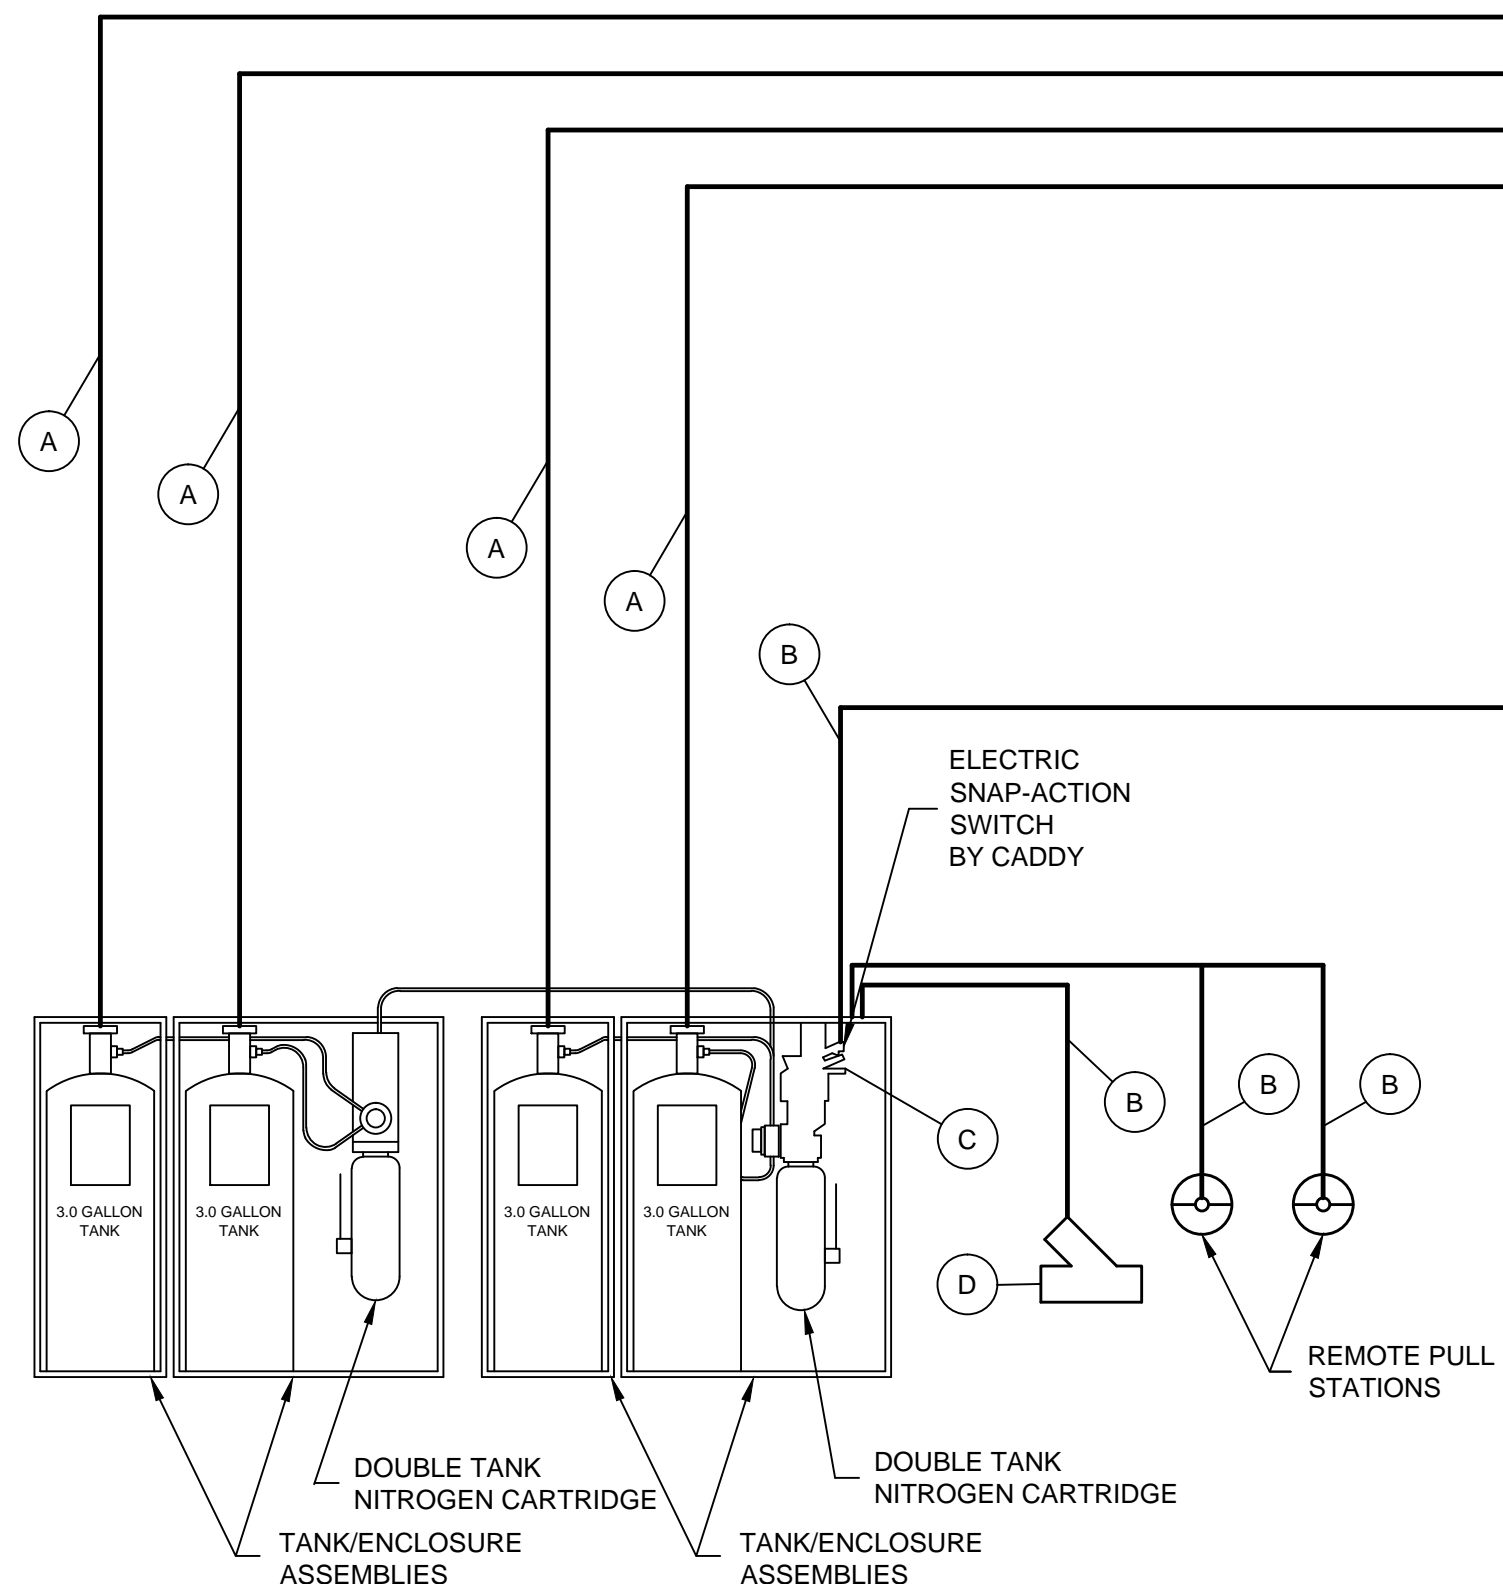 A
A
A
A
B
ELECTRIC
SNAP-ACTION
SWITCH
BY CADDY
B
B
B
C
3.0 GALLON
TANK
3.0 GALLON
TANK
3.0 GALLON
TANK
3.0 GALLON
TANK
D
REMOTE PULL
STATIONS
DOUBLE TANK
NITROGEN CARTRIDGE
DOUBLE TANK
NITROGEN CARTRIDGE
TANK/ENCLOSURE
ASSEMBLIES
TANK/ENCLOSURE
ASSEMBLIES